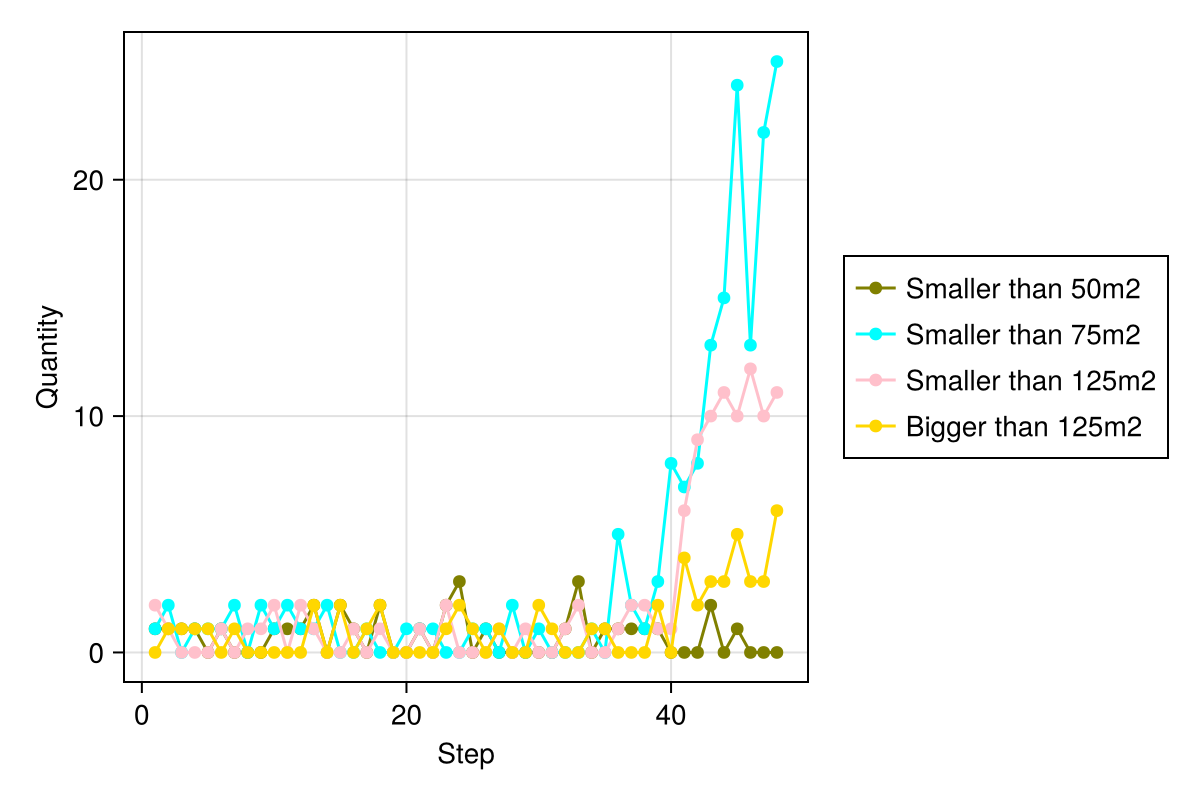 20
10
0
Quantity
0
20
40
Step
Smaller than 50m2
Smaller than 75m2
Smaller than 125m2
Bigger than 125m2